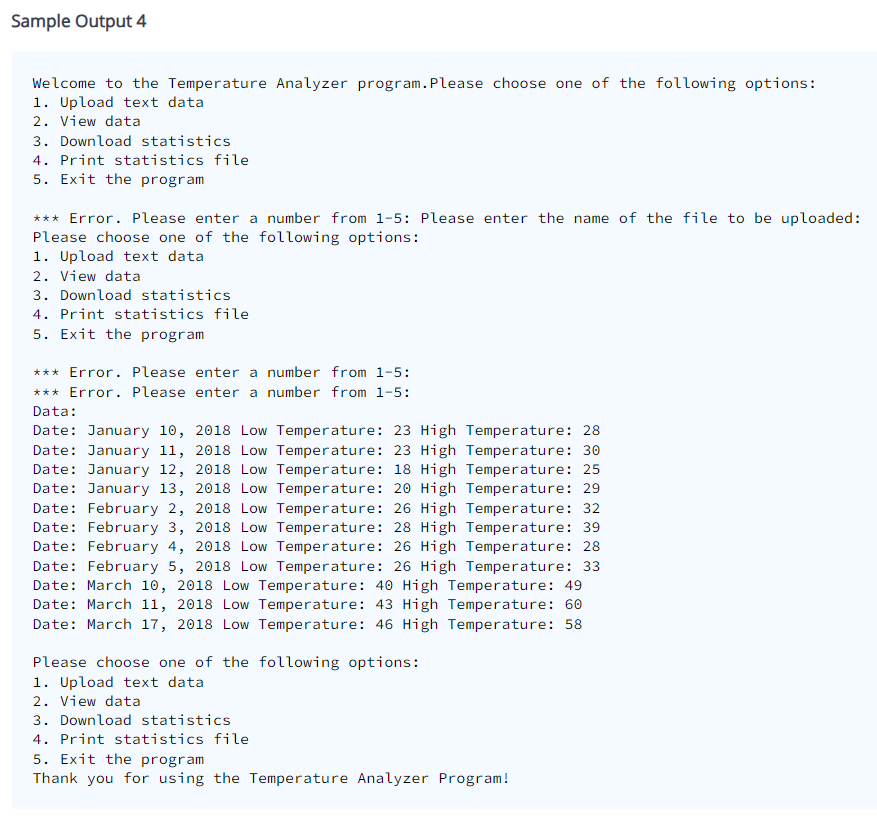 Sample Output 4
Welcome to the Temperature Analyzer program.Please choose one of the following options:
1. Upload text data
2. View data
3. Download statistics
4. Print statistics file
5. Exit the program
*** Error. Please enter a number from 1-5: Please enter the name of the file to be uploaded:
Please choose one of the following options:
1. Upload text data
2. View data
3. Download statistics
4. Print statistics file
5. Exit the program
*** Error. Please enter a number from 1-5:
*** Error. Please enter a number from 1-5:
Data:
Date: January 10, 2018 Low Temperature: 23 High Temperature: 28
Date: January 11, 2018 Low Temperature: 23 High Temperature: 30
Date: January 12, 2018 Low Temperature: 18 High Temperature: 25
Date: January 13, 2018 Low Temperature: 20 High Temperature: 29
Date: February 2, 2018 Low Temperature: 26 High Temperature: 32
Date: February 3, 2018 Low Temperature: 28 High Temperature: 39
Date: February 4, 2018 Low Temperature: 26 High Temperature: 28
Date: February 5, 2018 Low Temperature: 26 High Temperature: 33
Date: March 10, 2018 Low Temperature: 40 High Temperature: 49
Date: March 11, 2018 Low Temperature: 43 High Temperature: 60
Date: March 17, 2018 Low Temperature: 46 High Temperature: 58
Please choose one of the following options:
1. Upload text data
2. View data
3. Download statistics
4. Print statistics file
5. Exit the program
Thank you for using the Temperature Analyzer Program!